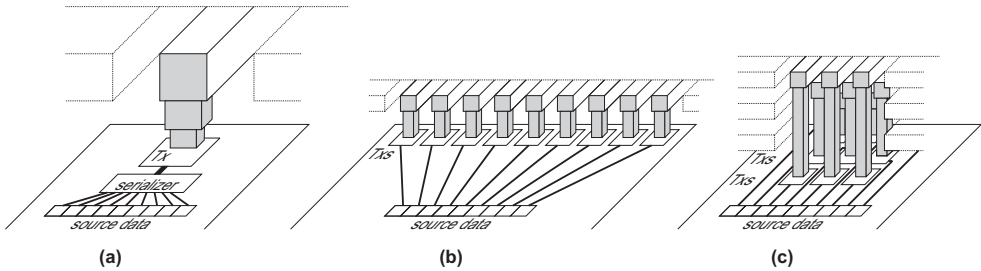 Tx
serializer
source data
(a)
Txs
source data
(b)
Txs
Txs
source data
(c)